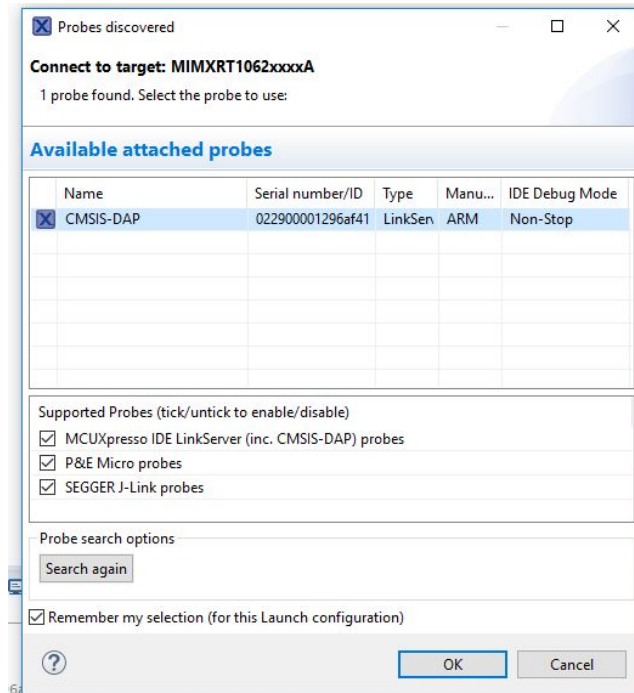 Probes discovered
Connect to target: MIMXRT1062xxxxA
1 probe found. Select the probe to use:
Available attached probes
Name Serial number/ID Type Manu... IDE Debug Mode
CMSIS-DAP 022900001296af41 LinkSer ARM Non-Stop
Supported Probes (tick/untick to enable/disable)
MCUXpresso IDE LinkServer (inc. CMSIS-DAP) probes
P&E Micro probes
SEGGER J-Link probes
Probe search options
Search again
Remember my selection (for this Launch configuration)
OK Cancel